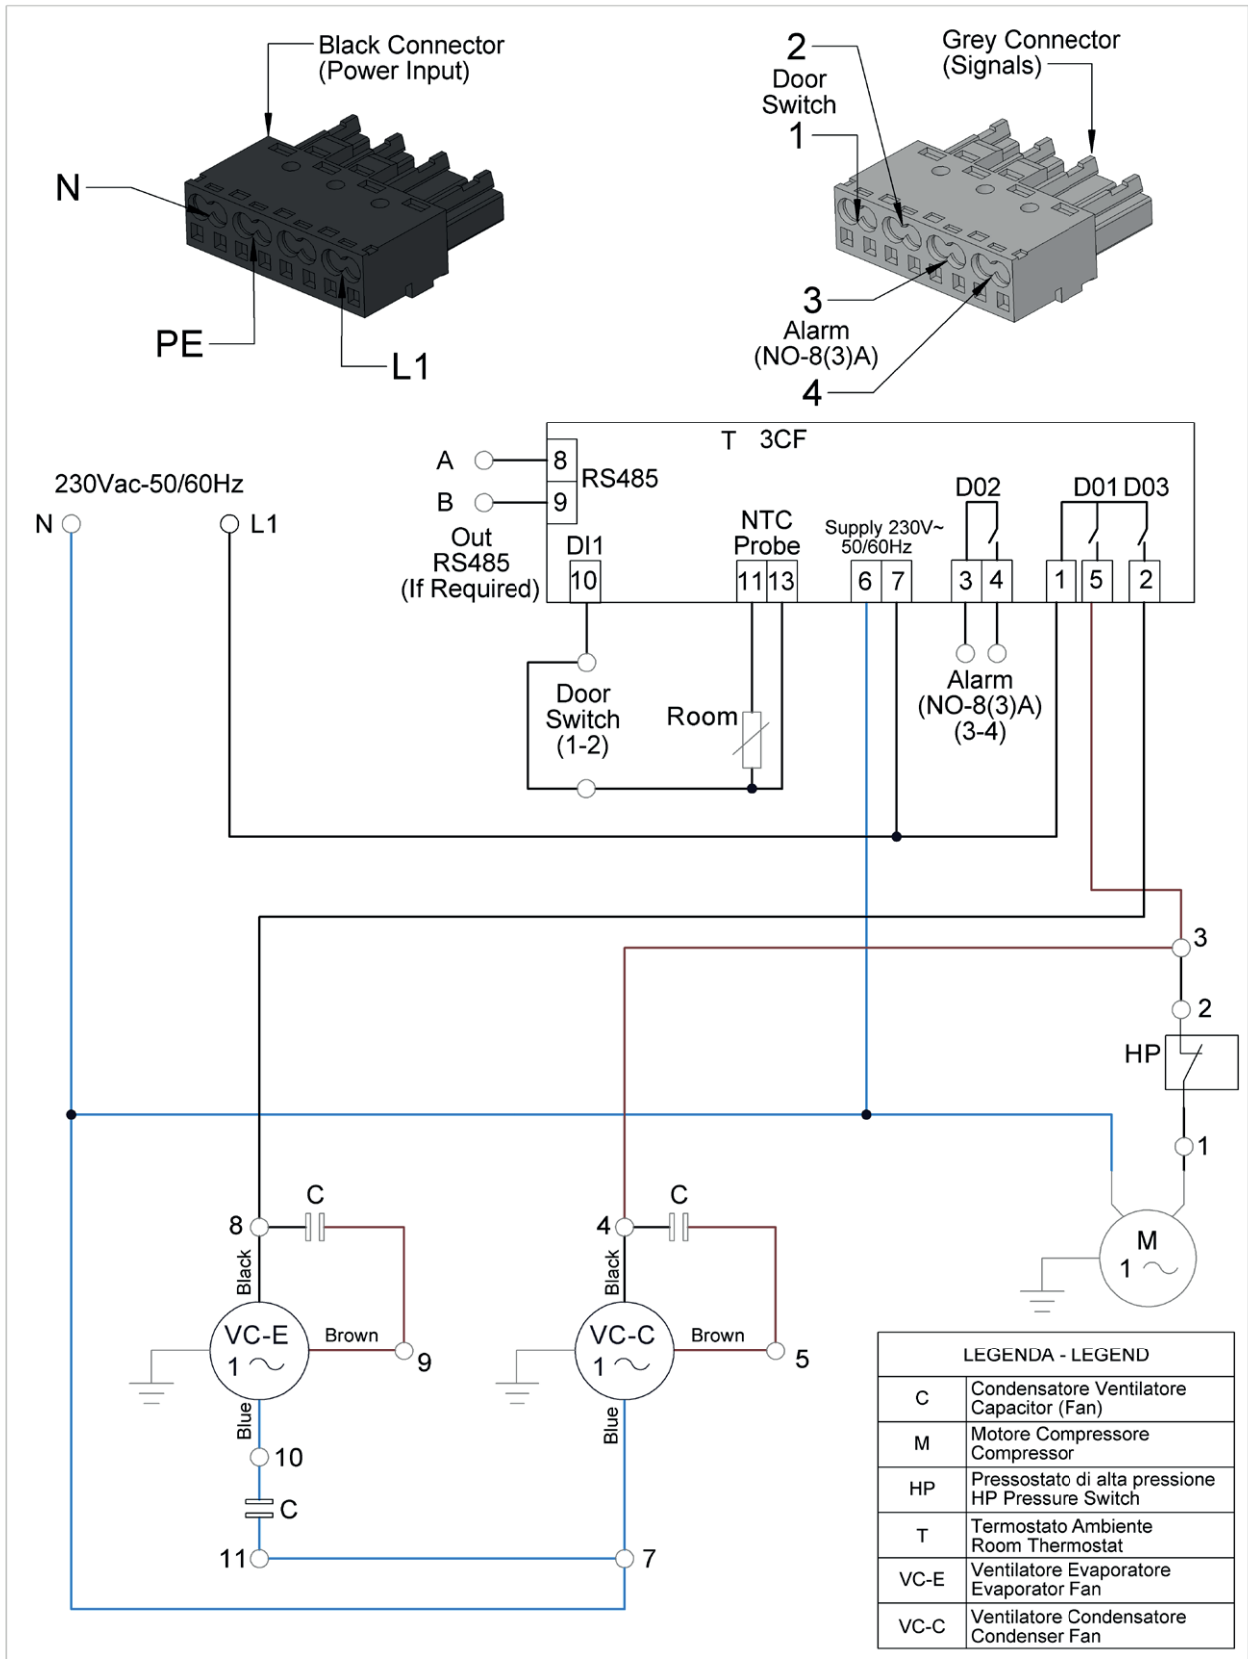 Black Connector
(Power Input)
N
PE
L1
2
Door
Switch
1
Grey Connector
(Signals)
3
Alarm
(NO-8(3)A)
4
230Vac-50/60Hz
N
L1
T 3CF
A
8
RS485
B
9
Out
RS485
(If Required)
DI1
10
NTC
Probe
11 13
Supply 230V~
50/60Hz
6 7
D02
3 4
D01 D03
1 5 2
Door
Switch
(1-2)
Room
Alarm
(NO-8(3)A)
(3-4)
3
2
HP
1
M
1
8
C
Black
VC-E
1
Brown
9
Blue
10
C
11
4
C
Black
VC-C
1
Brown
5
Blue
7
LEGENDA - LEGEND
C
Condensatore Ventilatore
Capacitor (Fan)
M
Motore Compressore
Compressor
HP
Pressostato di alta pressione
HP Pressure Switch
T
Termostato Ambiente
Room Thermostat
VC-E
Ventilatore Evaporatore
Evaporator Fan
VC-C
Ventilatore Condensatore
Condenser Fan